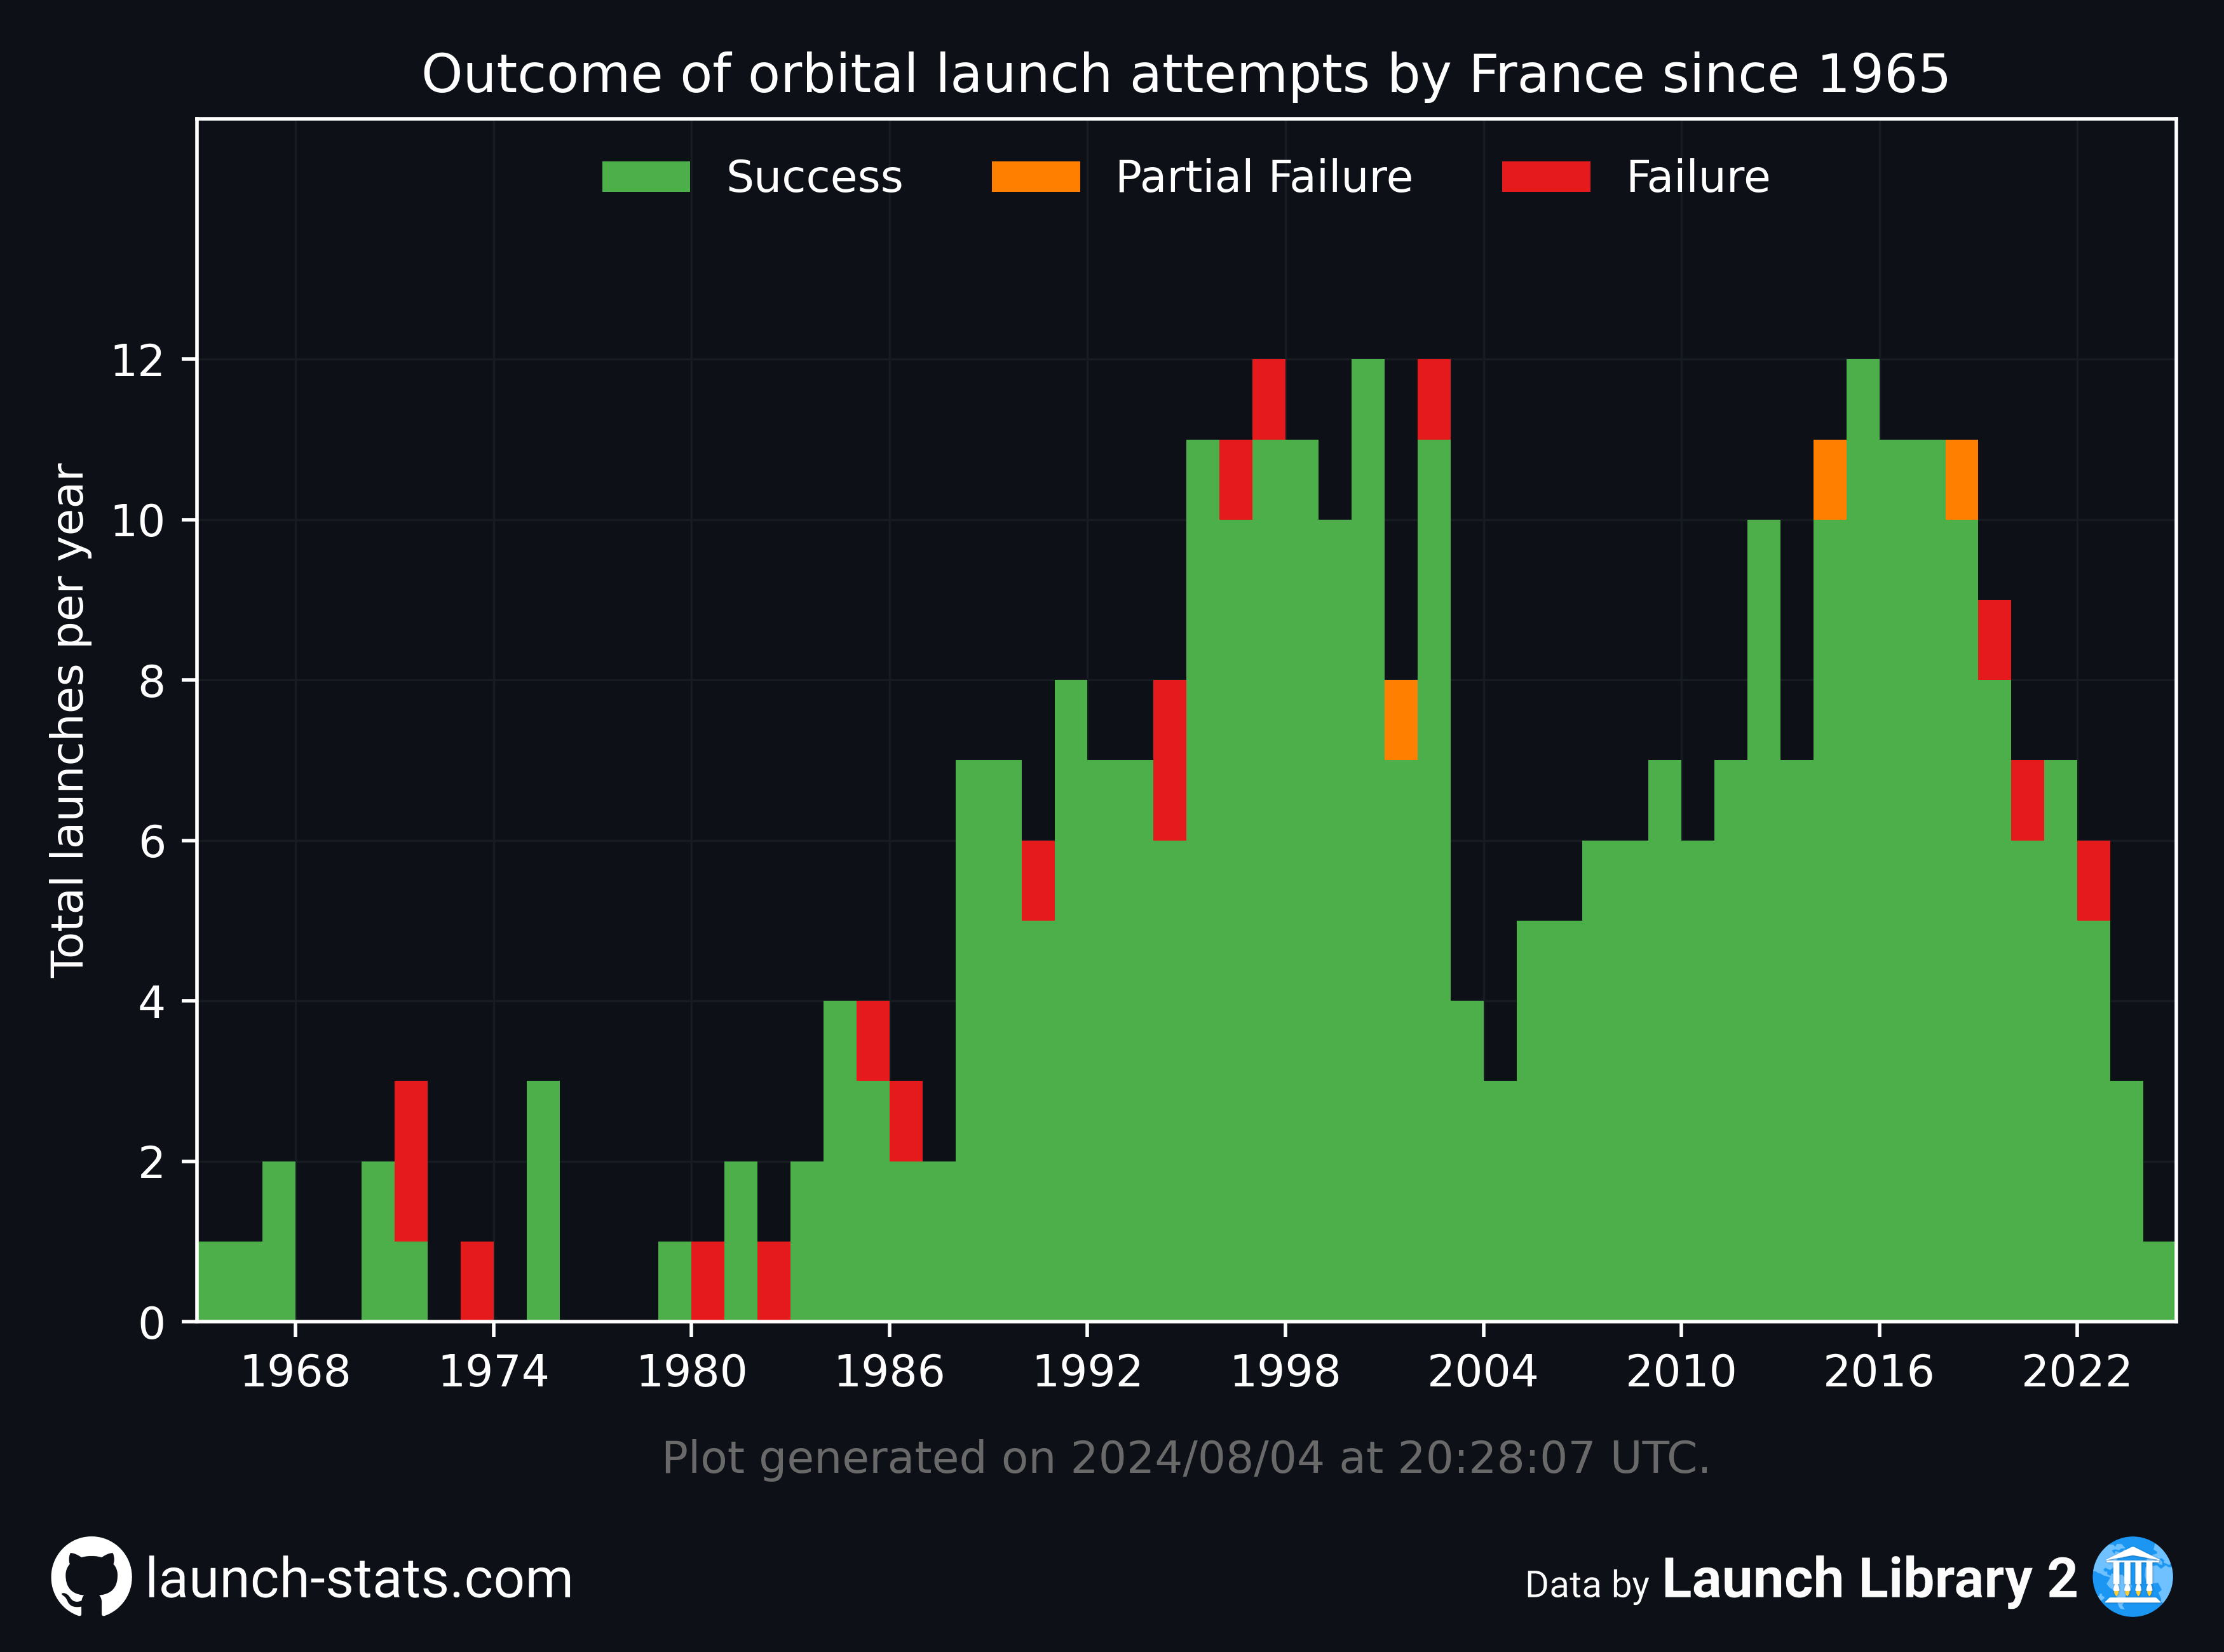 Outcome of orbital launch attempts by France since 1965
Success Partial Failure Failure
Total launches per year
12
10
8
6
4
2
0
1968 1974 1980 1986 1992 1998 2004 2010 2016 2022
Plot generated on 2024/08/04 at 20:28:07 UTC.
launch-stats.com
Data by Launch Library 2